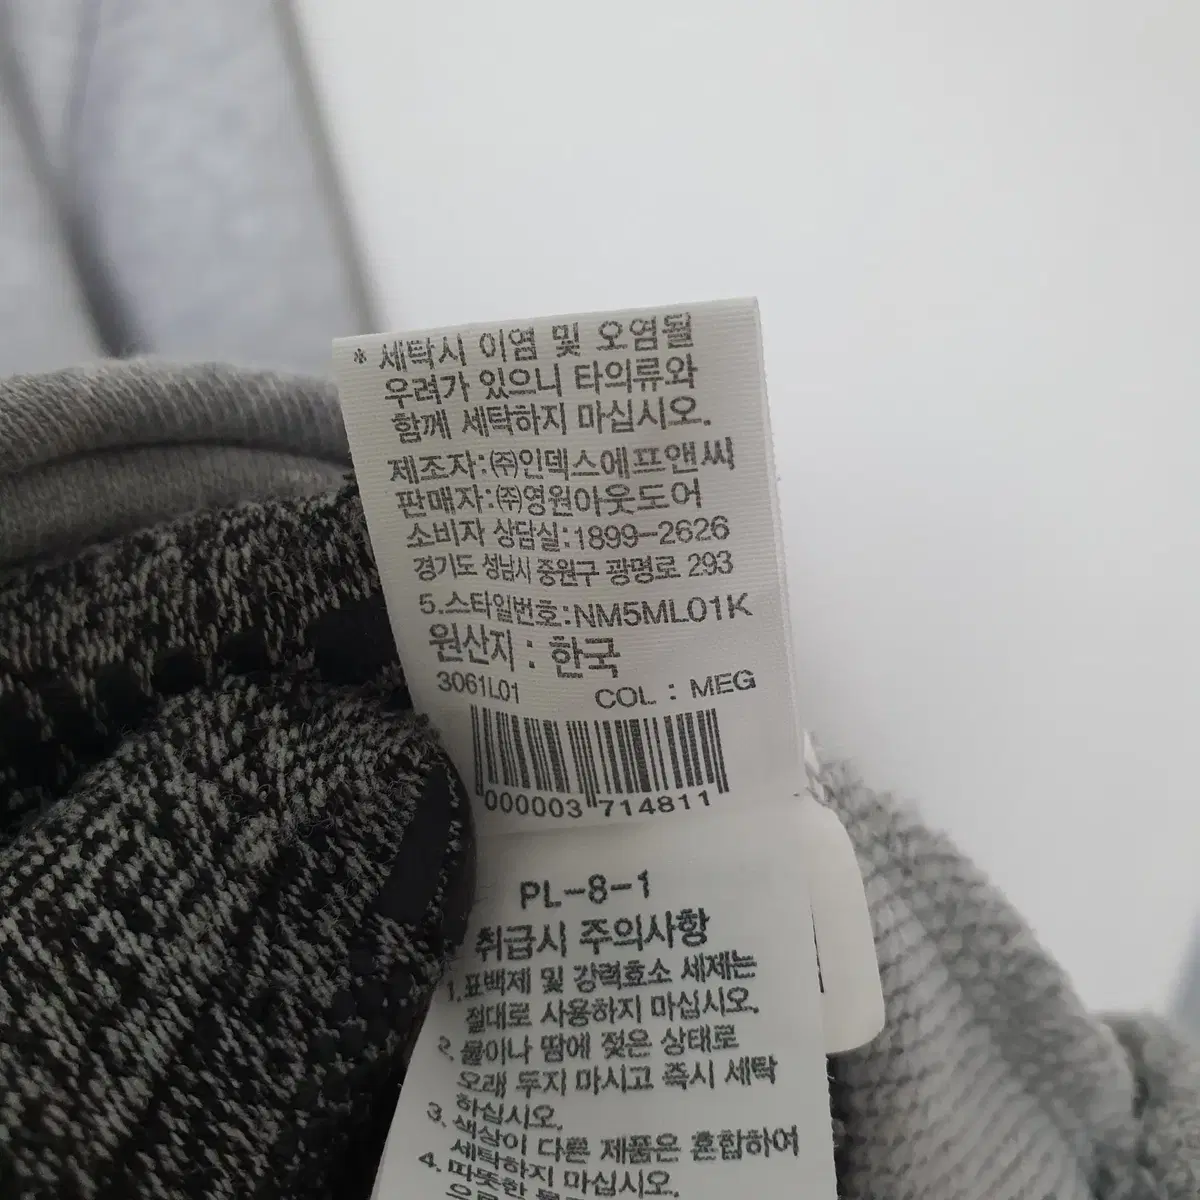 * 세탁시 이염 및 오염될
우려가 있으니 타의류와
함께 세탁하지 마십시오.
제조자:㈜인덱스에프앤씨
판매자:㈜영원아웃도어
소비자 상담실:1899-2626
경기도 성남시 중원구 광명로 293
5.스타일번호:NM5ML01K
원산지 : 한국
3061L01 COL : MEG
000003 714811
PL-8-1
취급시 주의사항
1.표백제 및 강력효소 세제는
절대로 사용하지 마십시오.
2.물이나 땀에 젖은 상태로
오래 두지 마시고 즉시 세탁
하십시오.
3.색상이 다른 제품은 혼합하여
세탁하지 마십시오.
4.따뜻한